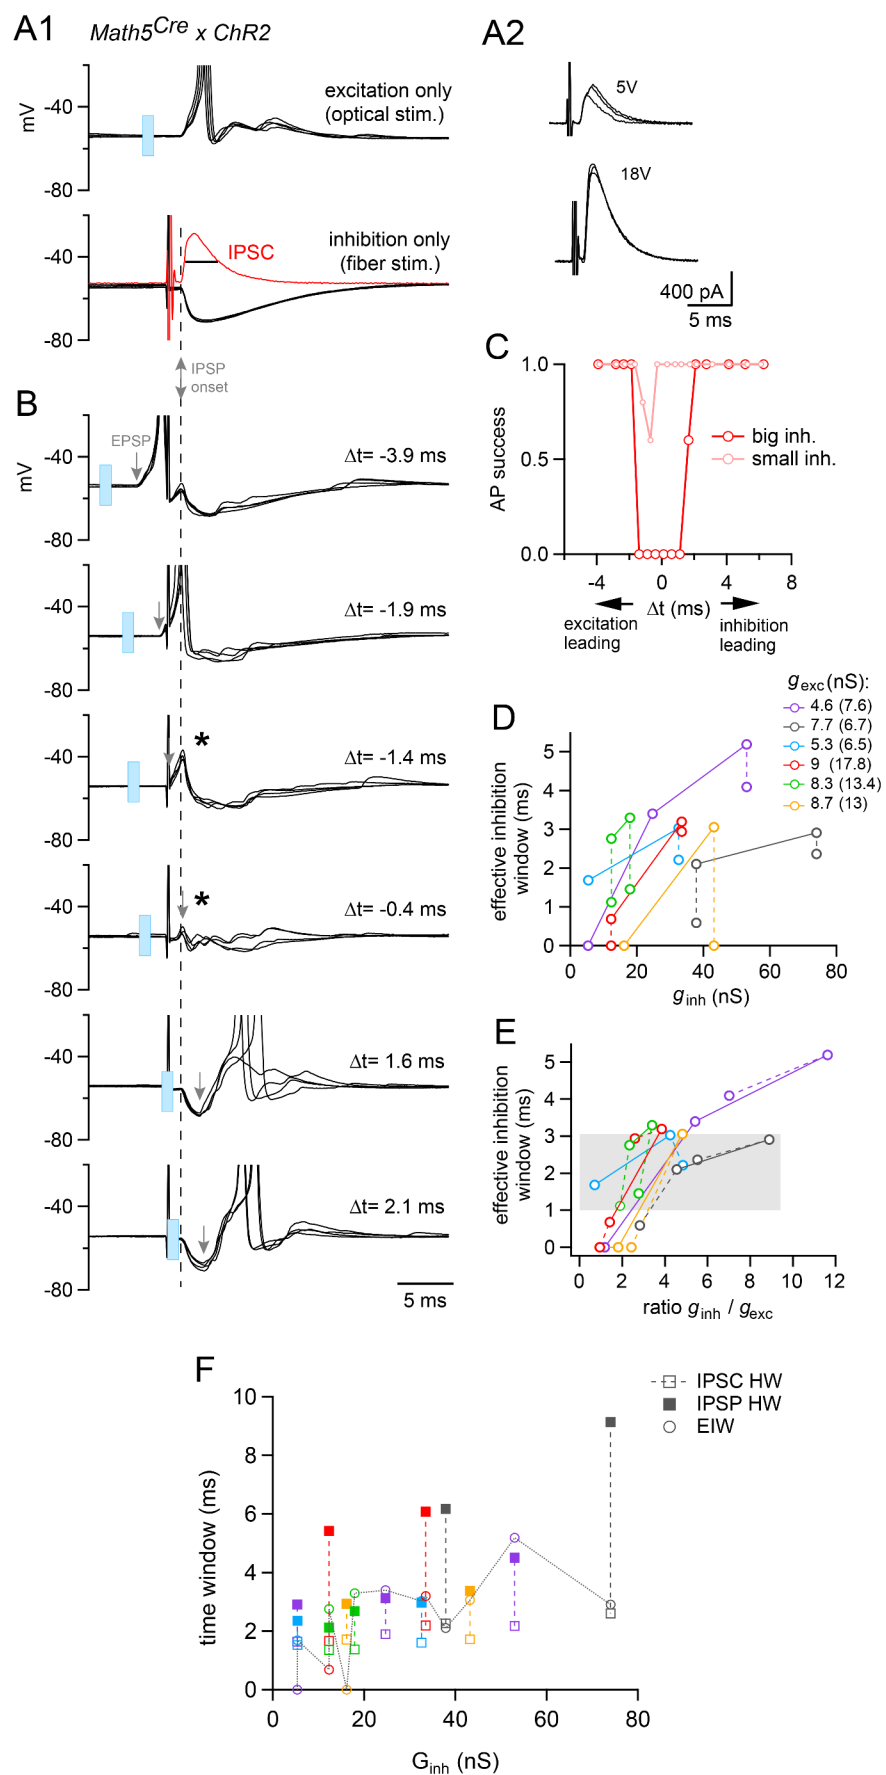 A1
Math5Cre x ChR2
-40
-80
mV
excitation only
(optical stim.)
-40
-80
IPSC
inhibition only
(fiber stim.)
IPSP
onset
A2
5V
18V
400 pA
5 ms
B
mV
-40
-80
EPSP
Δt= -3.9 ms
-40
-80
Δt= -1.9 ms
-40
-80
*
Δt= -1.4 ms
-40
-80
*
Δt= -0.4 ms
-40
-80
Δt= 1.6 ms
-40
-80
Δt= 2.1 ms
5 ms
C
AP success
1.0
0.5
0.0
big inh.
small inh.
-4 0 4 8
Δt (ms)
excitation
leading
inhibition
leading
D
gexc(nS):
4.6 (7.6)
7.7 (6.7)
5.3 (6.5)
9 (17.8)
8.3 (13.4)
8.7 (13)
effective inhibition
window (ms)
5
4
3
2
1
0
0 20 40 60 80
ginh (nS)
E
effective inhibition
window (ms)
5
4
3
2
1
0
0 2 4 6 8 10 12
ratio ginh / gexc
F
time window (ms)
10
8
6
4
2
0
0 20 40 60 80
Ginh (nS)
IPSC HW
IPSP HW
EIW